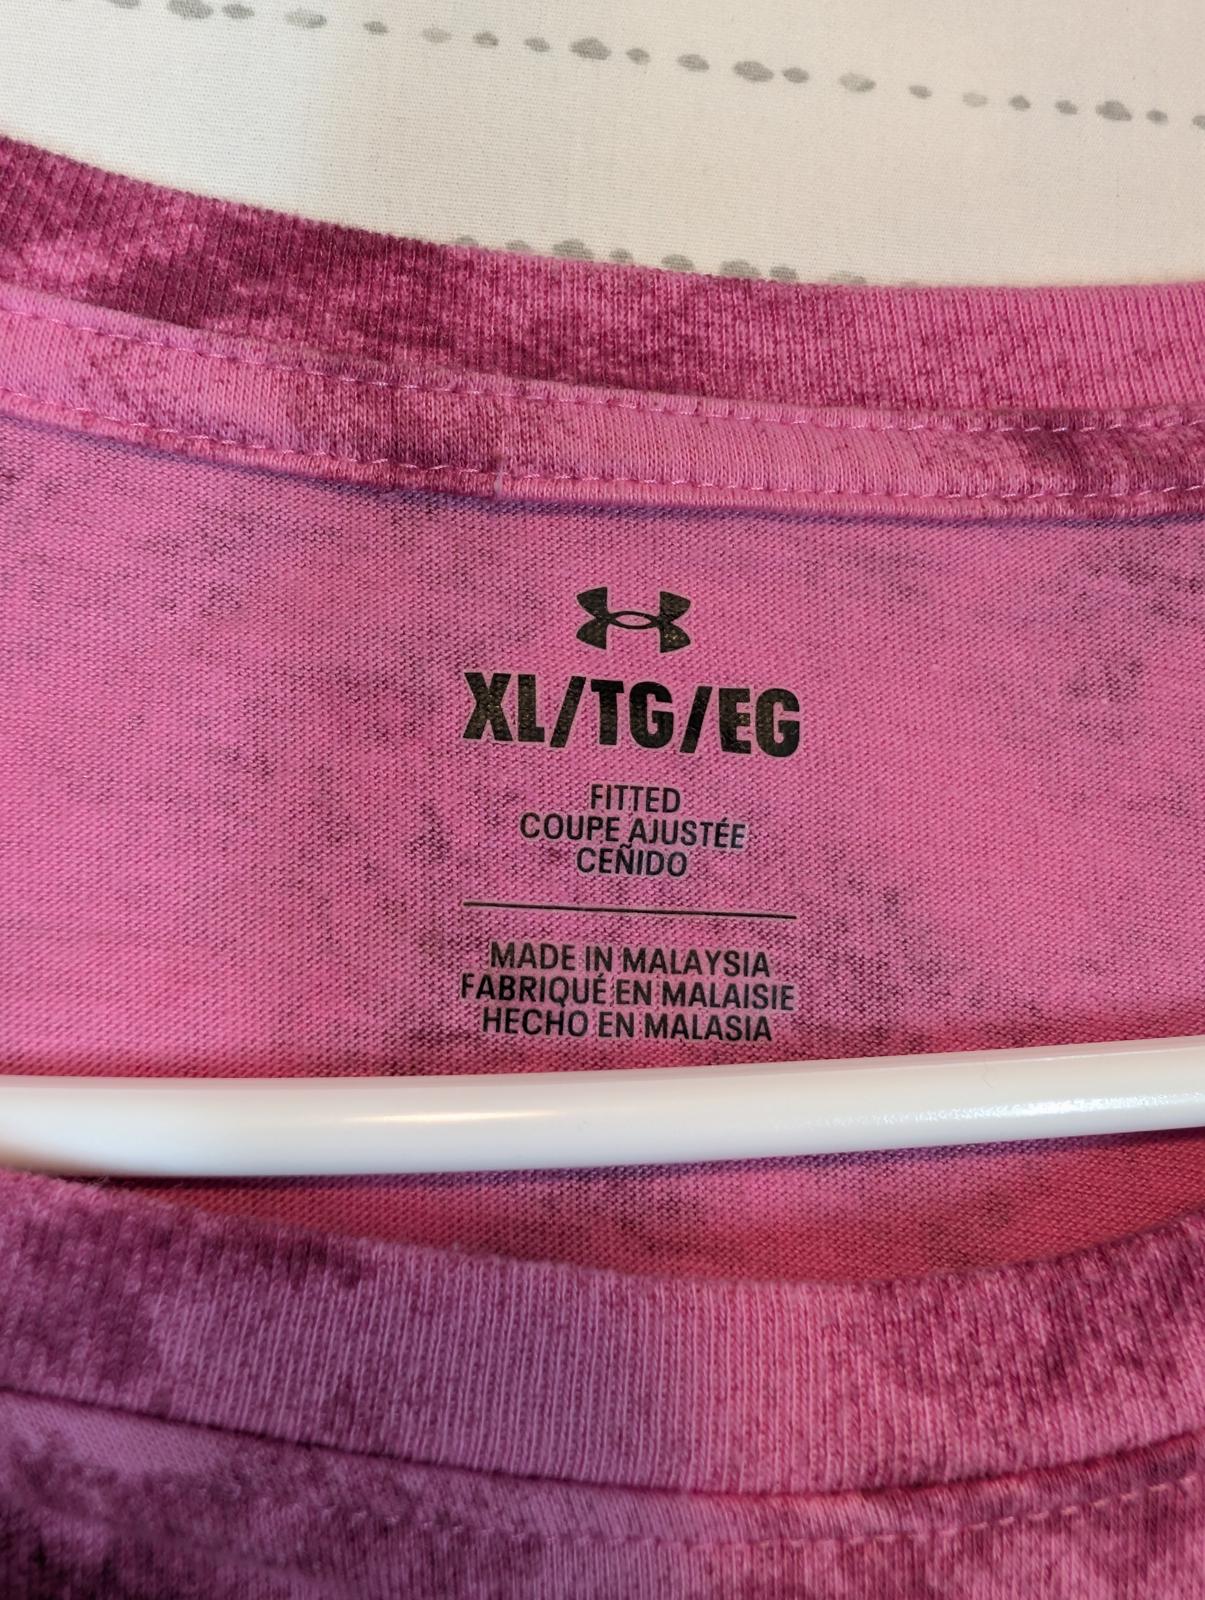 XL/TG/EG
FITTED
COUPE AJUSTÉE
CEÑIDO
MADE IN MALAYSIA
FABRIQUÉ EN MALAISIE
HECHO EN MALASIA